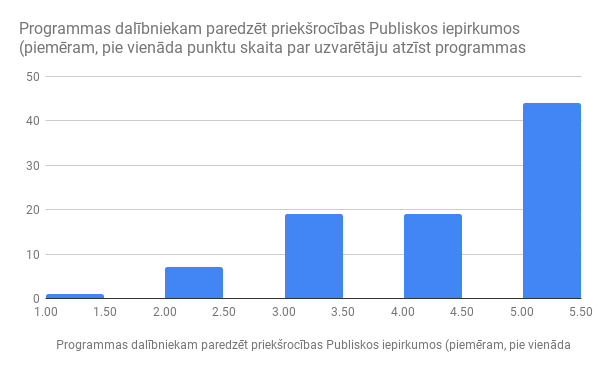 Programmas dalībniekam paredzēt priekšrocības Publiskos iepirkumos
(piemēram, pie vienāda punktu skaita par uzvarētāju atzīst programmas
50
40
30
20
10
0
1.00 1.50 2.00 2.50 3.00 3.50 4.00 4.50 5.00 5.50
Programmas dalībniekam paredzēt priekšrocības Publiskos iepirkumos (piemēram, pie vienāda